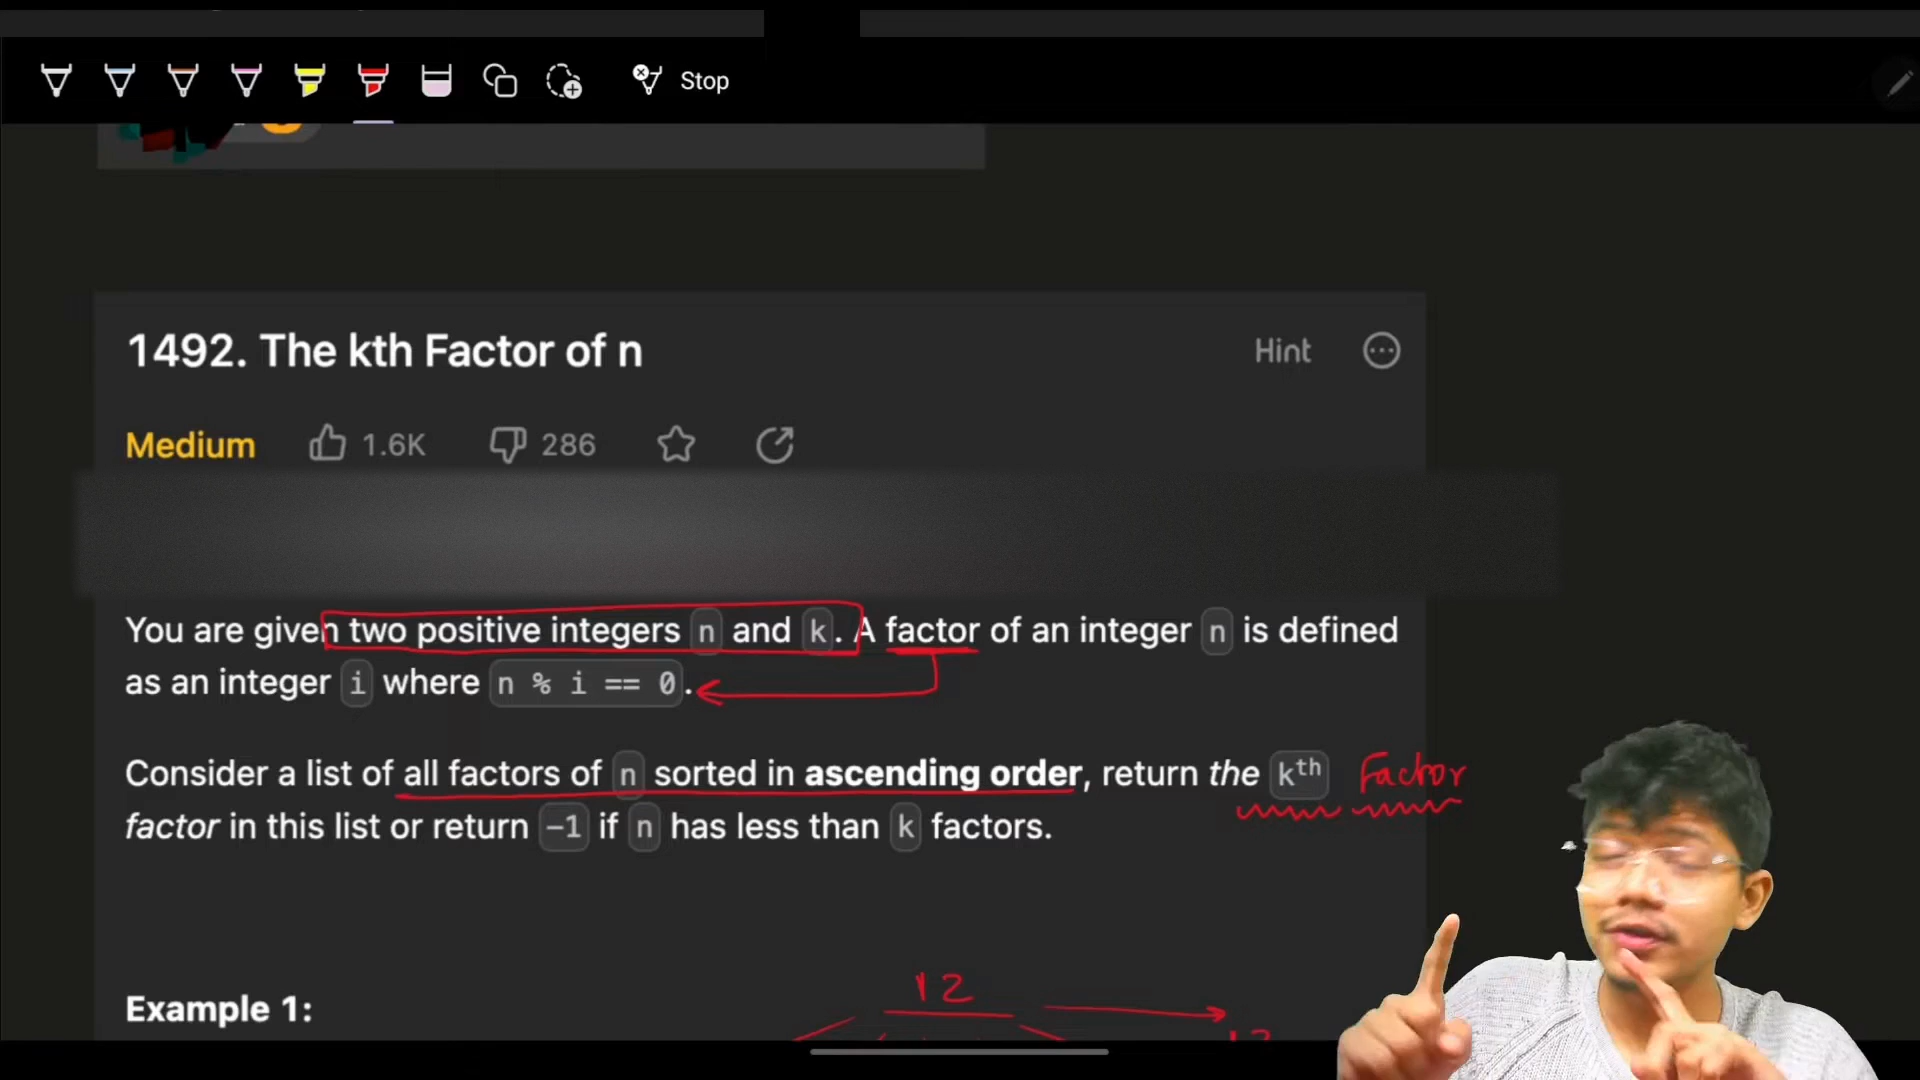 Stop
1492. The kth Factor of n
Hint
Medium 1.6K 286
You are given two positive integers n and k. A factor of an integer n is defined
as an integer i where n % i == 0.
Consider a list of all factors of n sorted in ascending order, return the kth Factor
factor in this list or return -1 if n has less than k factors.
12
Example 1: